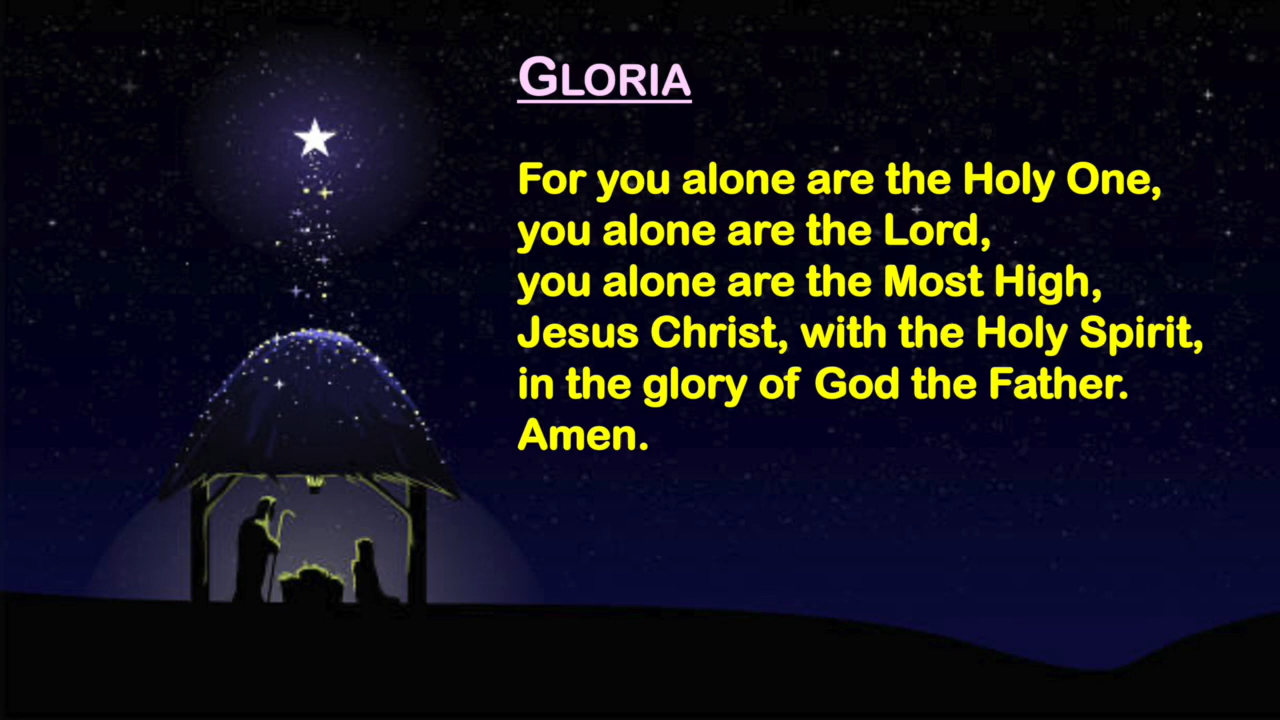 GLORIA
For you alone are the Holy One,
you alone are the Lord,
you alone are the Most High,
Jesus Christ, with the Holy Spirit,
in the glory of God the Father.
Amen.